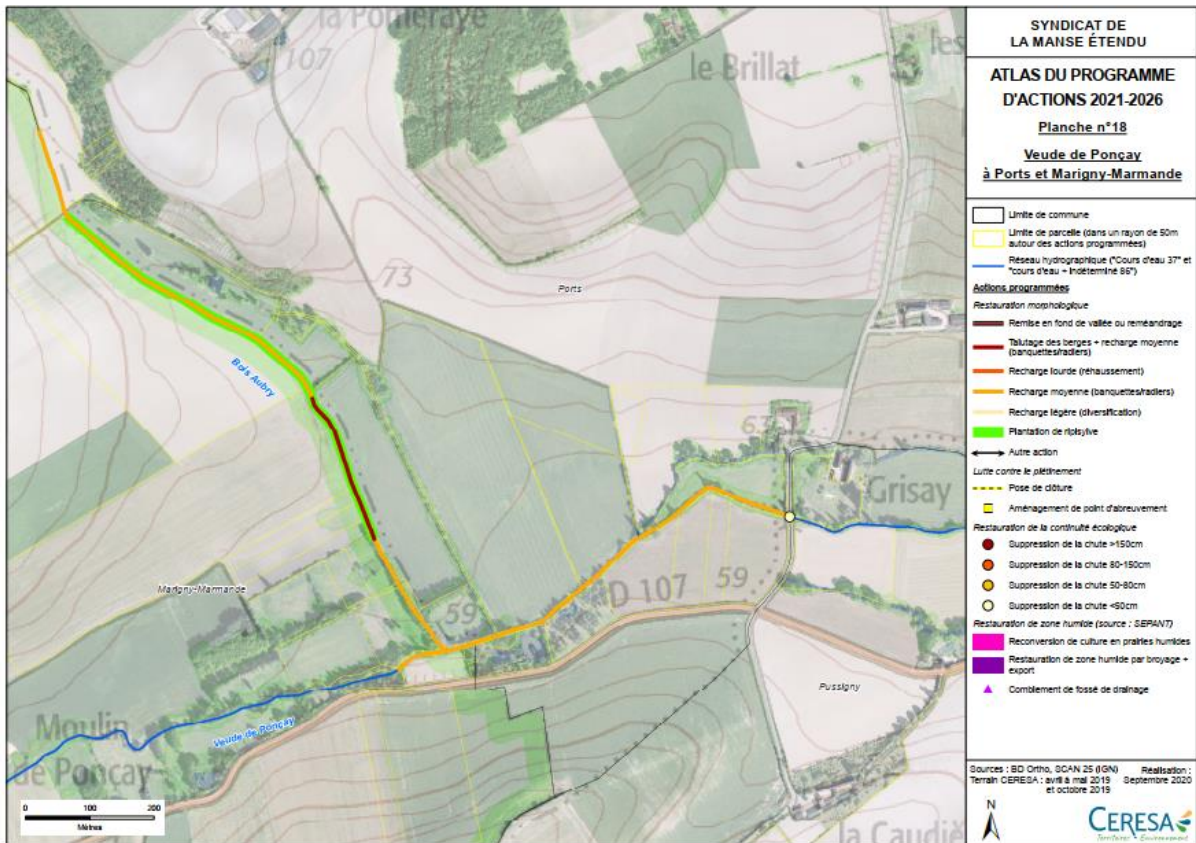 la Pomeraye
107
le Brillat
les
73
Ports
Bois Aubry
63
Grisay
Marigny-Marmande
59
D 107
59
Pussigny
Moulin
de Ponçay
Veude de Ponçay
la Caudiè
0 100 200
Mètres
SYNDICAT DE
LA MANSE ÉTENDU
ATLAS DU PROGRAMME
D'ACTIONS 2021-2026
Planche n°18
Veude de Ponçay
à Ports et Marigny-Marmande
Limite de commune
Limite de parcelle (dans un rayon de 50m
autour des actions programmées)
Réseau hydrographique ("Cours d'eau 37" et
"cours d'eau + Indéterminé 86")
Actions programmées
Restauration morphologique
Remise en fond de vallée ou reméandrage
Talutage des berges + recharge moyenne
(banquettes/radiers)
Recharge lourde (réhaussement)
Recharge moyenne (banquettes/radiers)
Recharge légère (diversification)
Plantation de ripisylve
Autre action
Lutte contre le piétinement
Pose de clôture
Aménagement de point d'abreuvement
Restauration de la continuité écologique
Suppression de la chute >150cm
Suppression de la chute 80-150cm
Suppression de la chute 50-80cm
Suppression de la chute <50cm
Restauration de zone humide (source : SEPANT)
Reconversion de culture en prairies humides
Restauration de zone humide par broyage +
export
Comblement de fossé de drainage
Sources : BD Ortho, SCAN 25 (IGN)
Terrain CERESA : avril à mai 2019
et octobre 2019
Réalisation :
Septembre 2020
N
CERESA
Territoires + Environnement